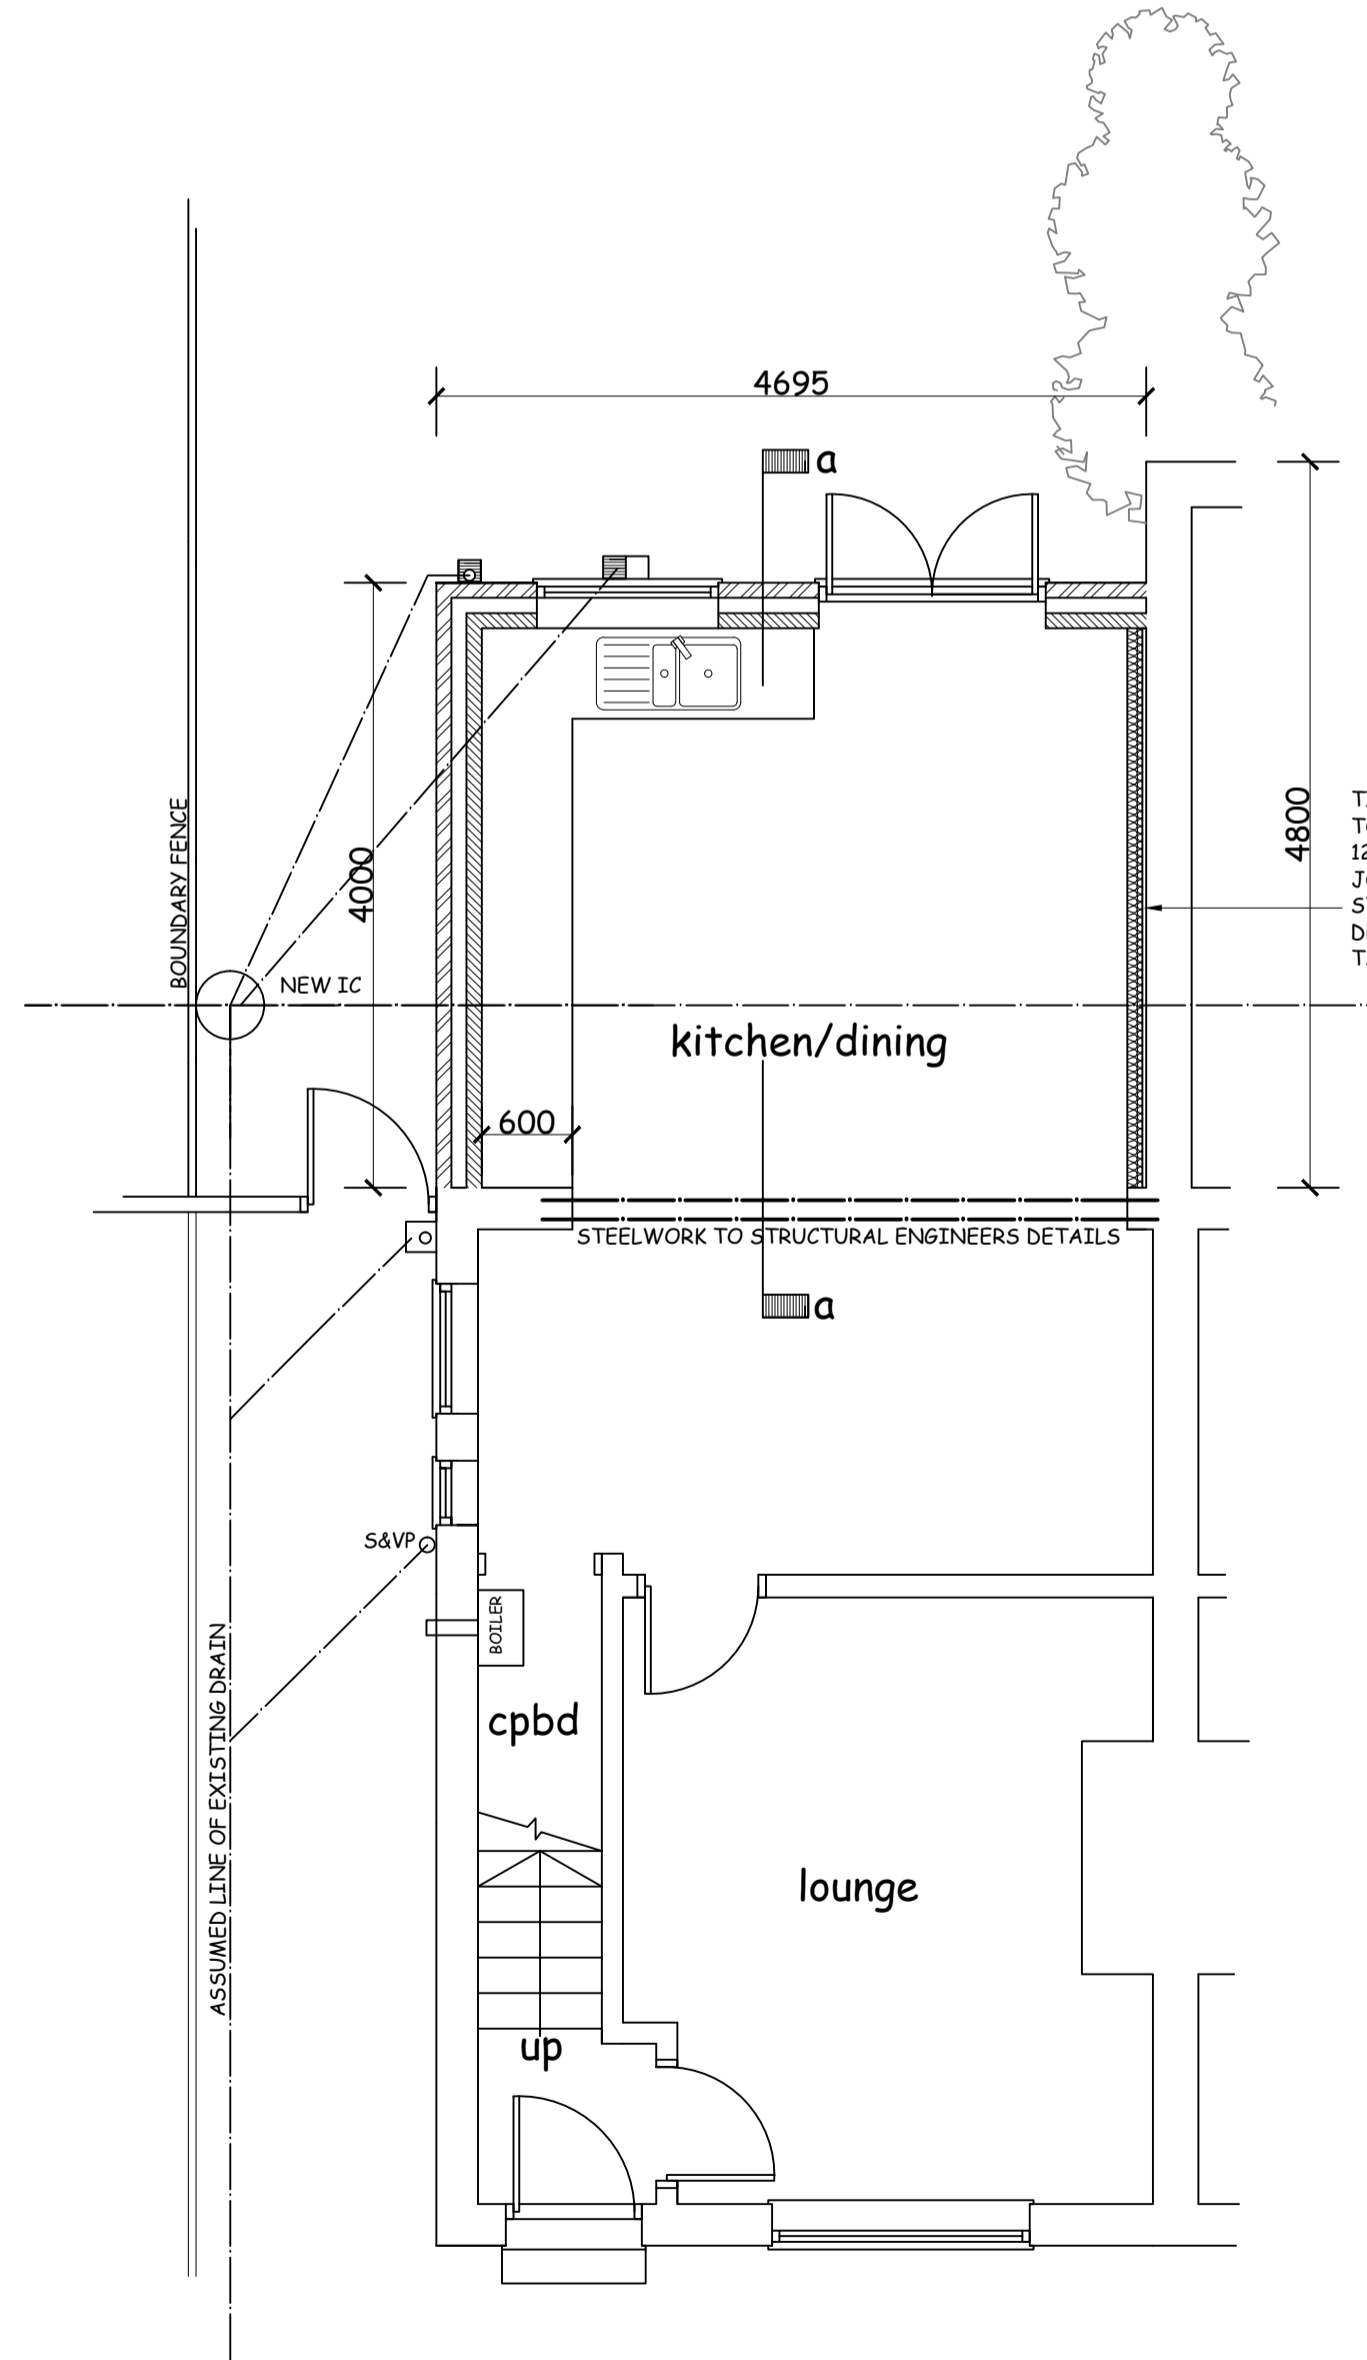 4695
a
4800
BOUNDARY FENCE
4000
12
NEW IC
kitchen/dining
600
STEELWORK TO STRUCTURAL ENGINEERS DETAILS
a
S&VP
BOILER
cpbd
ASSUMED LINE OF EXISTING DRAIN
lounge
up